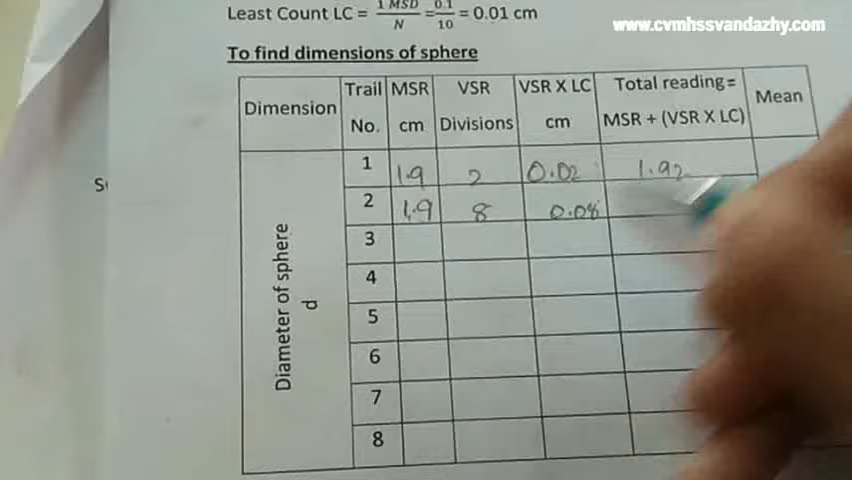 www.cvmhssvandazhy.com
Least Count LC = 1 MSD/N = 0.1/10 = 0.01 cm
To find dimensions of sphere
Dimension Trail No. MSR cm VSR Divisions VSR X LC cm Total reading= MSR + (VSR X LC) Mean
Diameter of sphere d
1 1.9 2 0.02 1.92
2 1.9 8 0.08
3
4
5
6
7
8